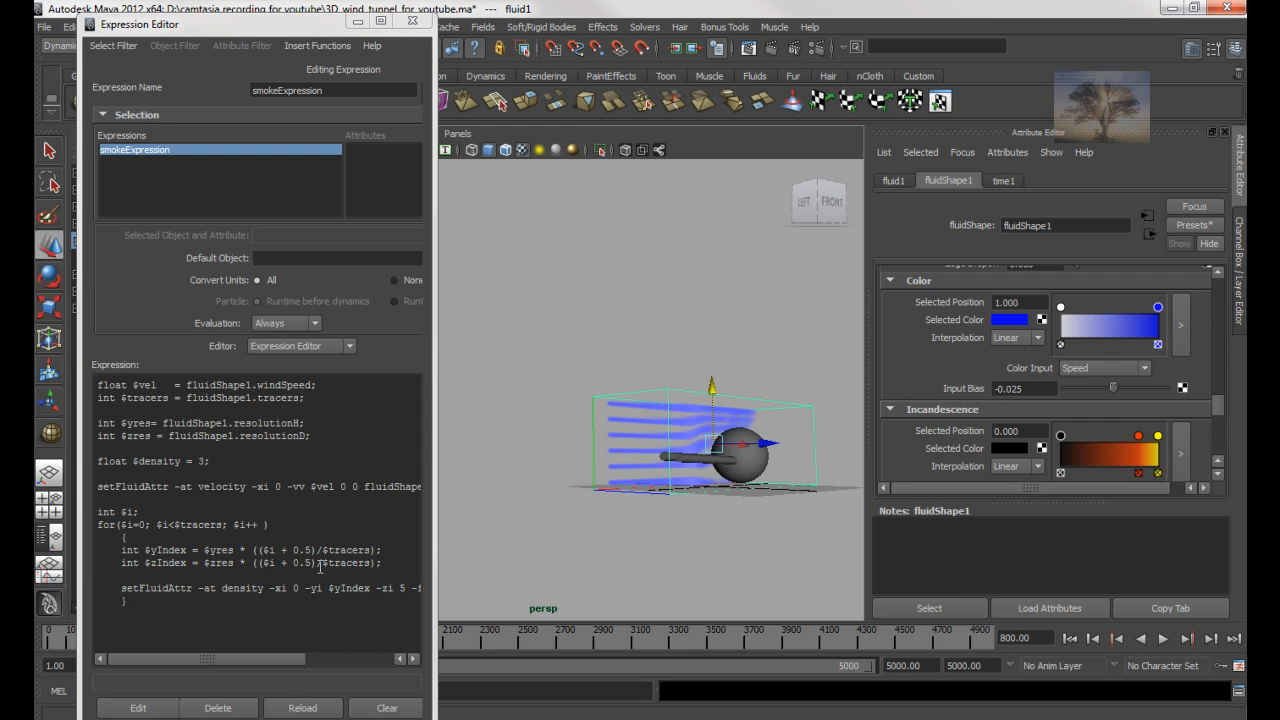 Autodesk Maya 2012 x64: D:\camtasia recording for youtube\3D_wind_tunnel_for_youtube.ma* --- fluid1
Expression Editor
Select Filter Object Filter Attribute Filter Insert Functions Help
Cache Fields Soft/Rigid Bodies Effects Solvers Hair Bonus Tools Muscle Help
Editing Expression
Dynamics Rendering PaintEffects Toon Muscle Fluids Fur Hair nCloth Custom
Expression Name smokeExpression
Selection
Expressions Attributes
smokeExpression
Selected Object and Attribute:
Default Object:
Convert Units: All None
Particle: Runtime before dynamics
Evaluation: Always
Editor: Expression Editor
Expression:
float $vel = fluidShape1.windSpeed;
int $tracers = fluidShape1.tracers;
int $yres= fluidShape1.resolutionH;
int $zres = fluidShape1.resolutionD;
float $density = 3;
setFluidAttr -at velocity -xi 0 -vv $vel 0 0 fluidShape
int $i;
for($i=0; $i<$tracers; $i++ )
{
int $yIndex = $yres * (($i + 0.5)/$tracers);
int $zIndex = $zres * (($i + 0.5)/$tracers);
setFluidAttr -at density -xi 0 -yi $yIndex -zi 5 -f
}
Edit Delete Reload Clear
Panels
LEFT FRONT
persp
Attribute Editor
List Selected Focus Attributes Show Help
fluid1 fluidShape1 time1
Focus
fluidShape: fluidShape1 Presets*
Show Hide
Color
Selected Position 1.000
Selected Color
Interpolation Linear
Color Input Speed
Input Bias -0.025
Incandescence
Selected Position 0.000
Selected Color
Interpolation Linear
Notes: fluidShape1
Select Load Attributes Copy Tab
Attribute Editor
Channel Box / Layer Editor
2100 2300 2500 2700 2900 3100 3300 3500 3700 3900 4100 4300 4500 4700 4900 800.00
1.00 5000 5000.00 5000.00 No Anim Layer No Character Set
MEL